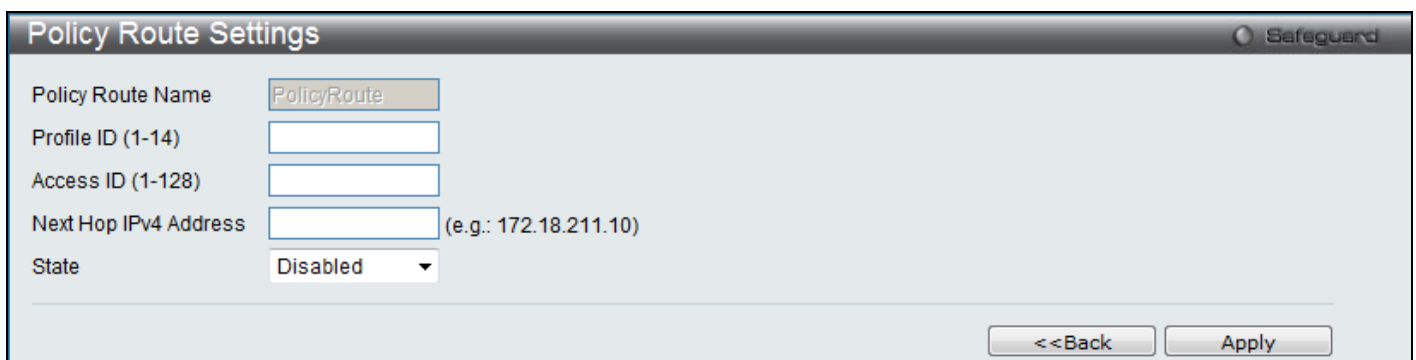 Policy Route Settings
Safeguard
Policy Route Name PolicyRoute
Profile ID (1-14)
Access ID (1-128)
Next Hop IPv4 Address (e.g.: 172.18.211.10)
State Disabled
<<Back Apply